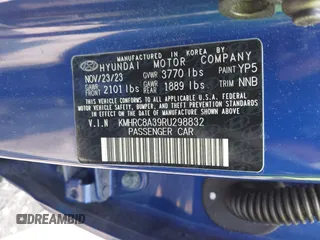 MANUFACTURED IN KOREA
BY HYUNDAI MOTOR COMPANY
NOV/23/23 GVWR 3770 lbs PAINT YP5
GAWR FRONT 2101 lbs GAWR REAR 1889 lbs TRIM NNB
THIS VEHICLE CONFORMS TO ALL APPLICABLE U.S. FEDERAL MOTOR VEHICLE
SAFETY, BUMPER, AND THEFT PREVENTION STANDARDS IN
EFFECT ON THE DATE OF MANUFACTURE SHOWN ABOVE.
V.I.N KMHRC8A39RU298832
PASSENGER CAR
DREAMBID